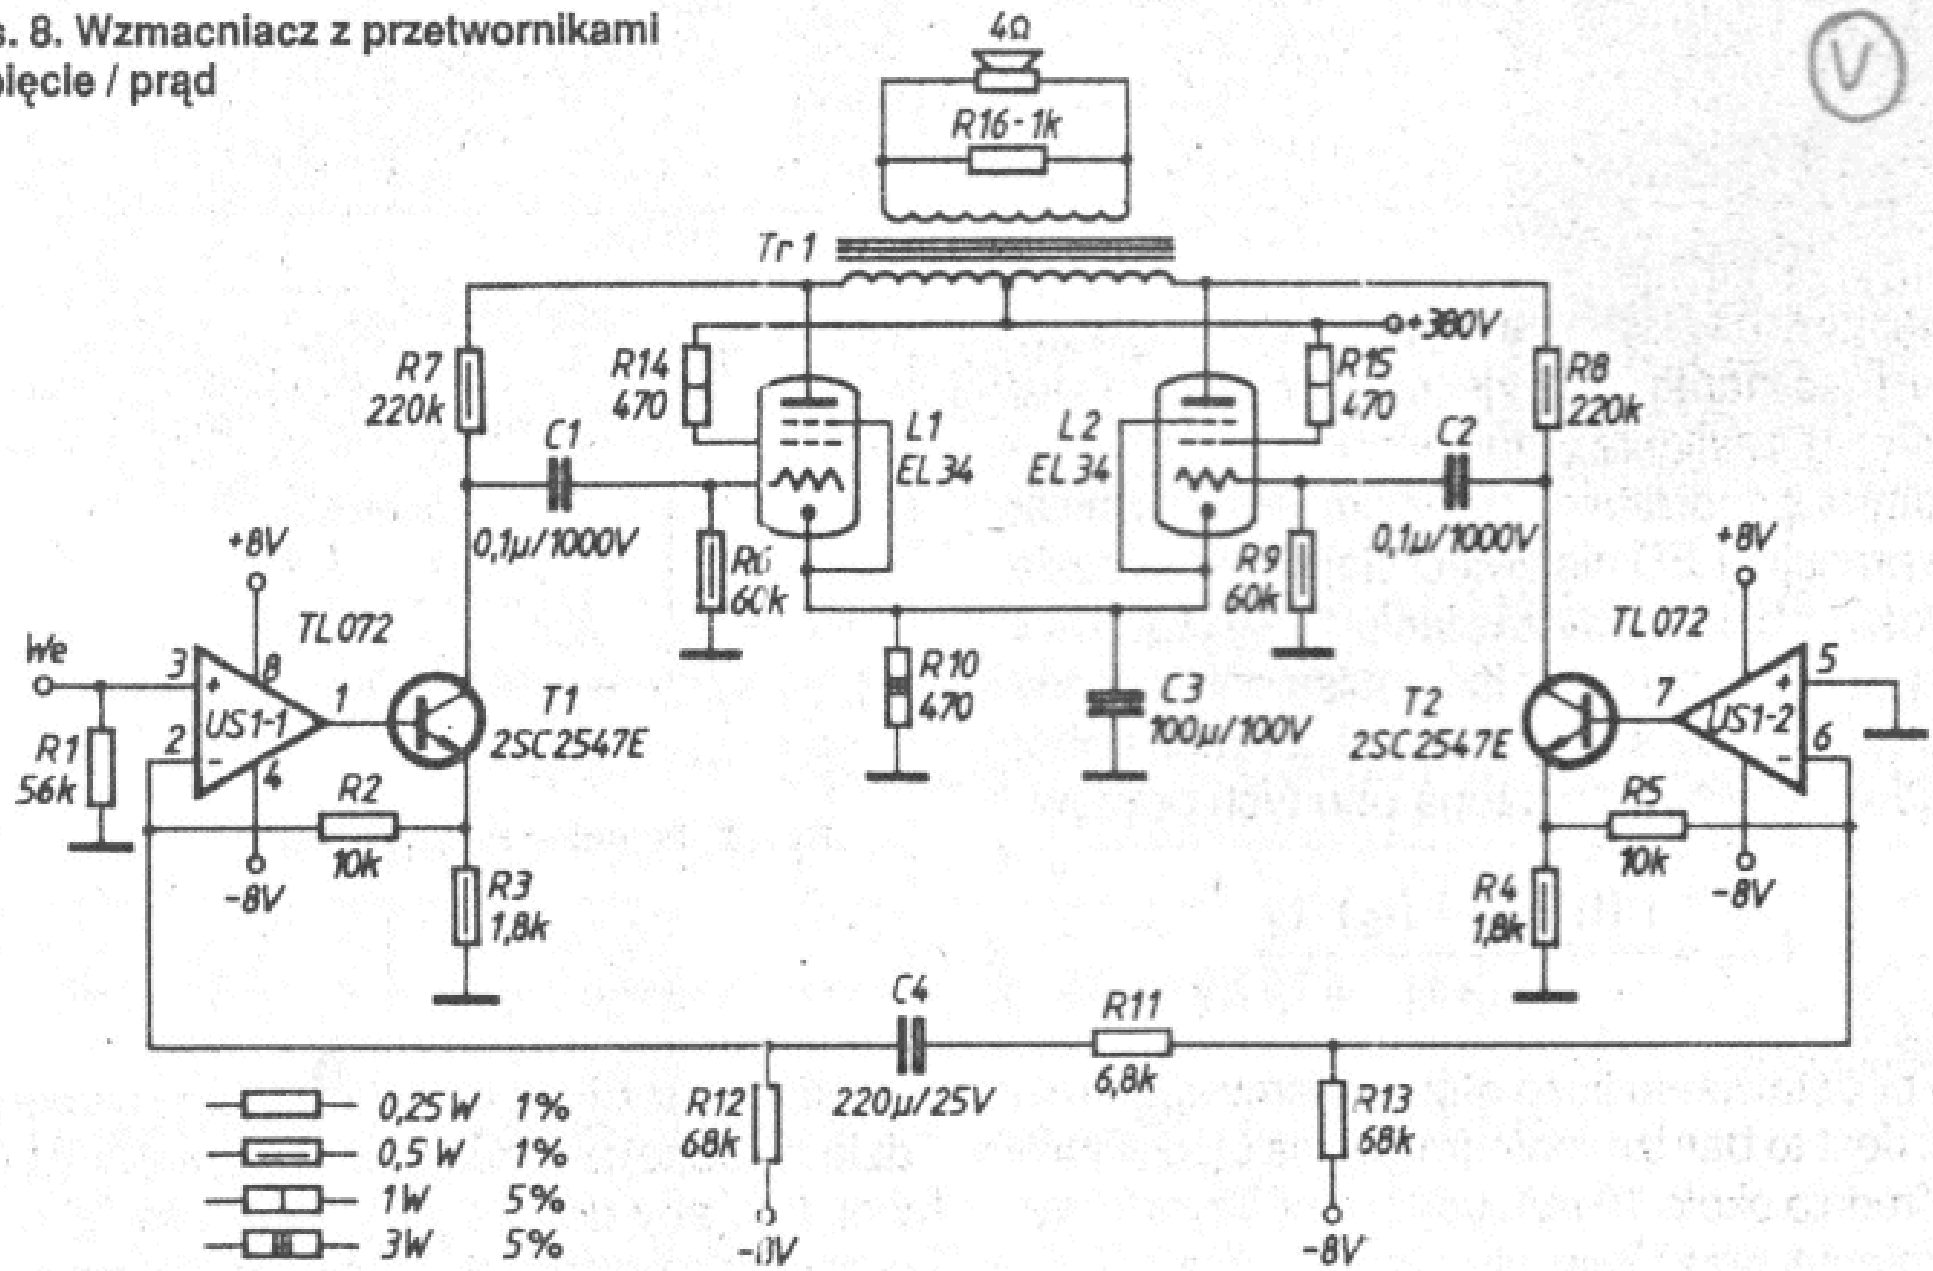 s. 8. Wzmacniacz z przetwornikami
pięcie / prąd
V
4Ω
R16-1k
Tr1
+380V
R7
220k
R14
470
R15
470
R8
220k
C1
0,1μ/1000V
L1
EL34
L2
EL34
C2
0,1μ/1000V
R6
60k
R9
60k
+8V
TL072
We
3
+
8
US1-1
1
2
-
4
R1
56k
T1
2SC2547E
R10
470
C3
100μ/100V
T2
2SC2547E
+8V
TL072
5
+
7
US1-2
6
-
R2
10k
-8V
R3
1,8k
R5
10k
-8V
R4
1,8k
C4
220μ/25V
R11
6,8k
R12
68k
R13
68k
-8V
0,25W 1%
0,5W 1%
1W 5%
3W 5%